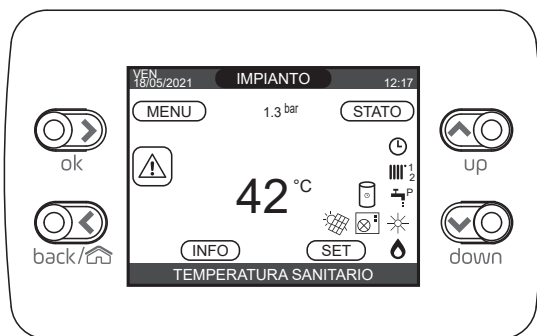 VEN
18/05/2021 IMPIANTO 12:17
MENU 1.3 bar STATO
ok
up
1
2
42 °C
P
back/
down
INFO SET
TEMPERATURA SANITARIO